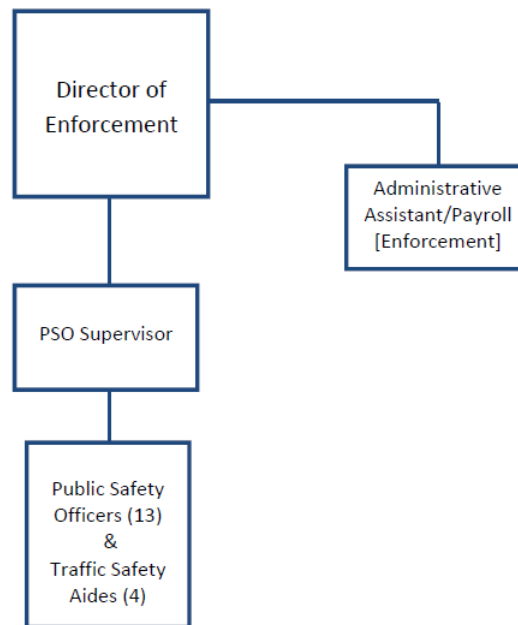 Director of
Enforcement
Administrative
Assistant/Payroll
[Enforcement]
PSO Supervisor
Public Safety
Officers (13)
&
Traffic Safety
Aides (4)